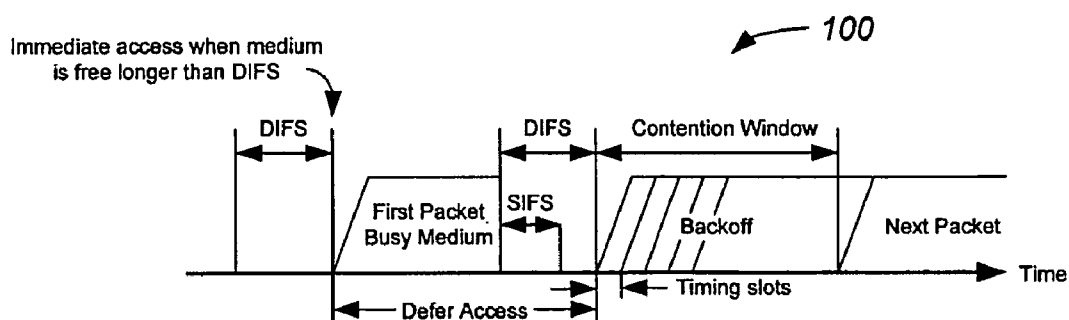 100
Immediate access when medium
is free longer than DIFS
DIFS
DIFS
Contention Window
First Packet
Busy Medium
SIFS
Backoff
Next Packet
Time
Timing slots
Defer Access